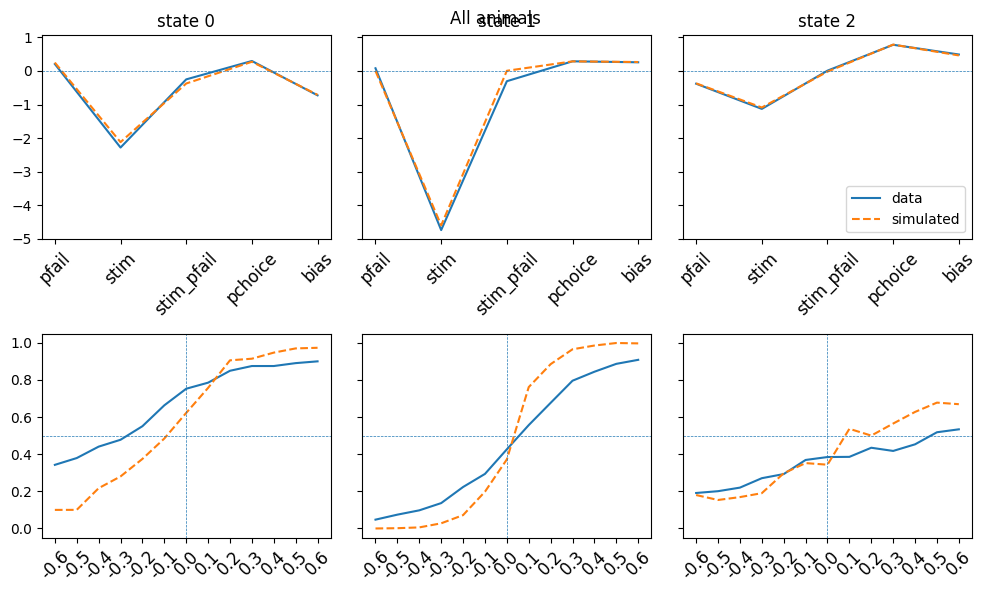 All animals
state 0
state 1
state 2
1
0
−1
−2
−3
−4
−5
data
simulated
pfail
stim
stim_pfail
pchoice
bias
pfail
stim
stim_pfail
pchoice
bias
pfail
stim
stim_pfail
pchoice
bias
1.0
0.8
0.6
0.4
0.2
0.0
-0.6
-0.5
-0.4
-0.3
-0.2
-0.1
0.0
0.1
0.2
0.3
0.4
0.5
0.6
-0.6
-0.5
-0.4
-0.3
-0.2
-0.1
0.0
0.1
0.2
0.3
0.4
0.5
0.6
-0.6
-0.5
-0.4
-0.3
-0.2
-0.1
0.0
0.1
0.2
0.3
0.4
0.5
0.6